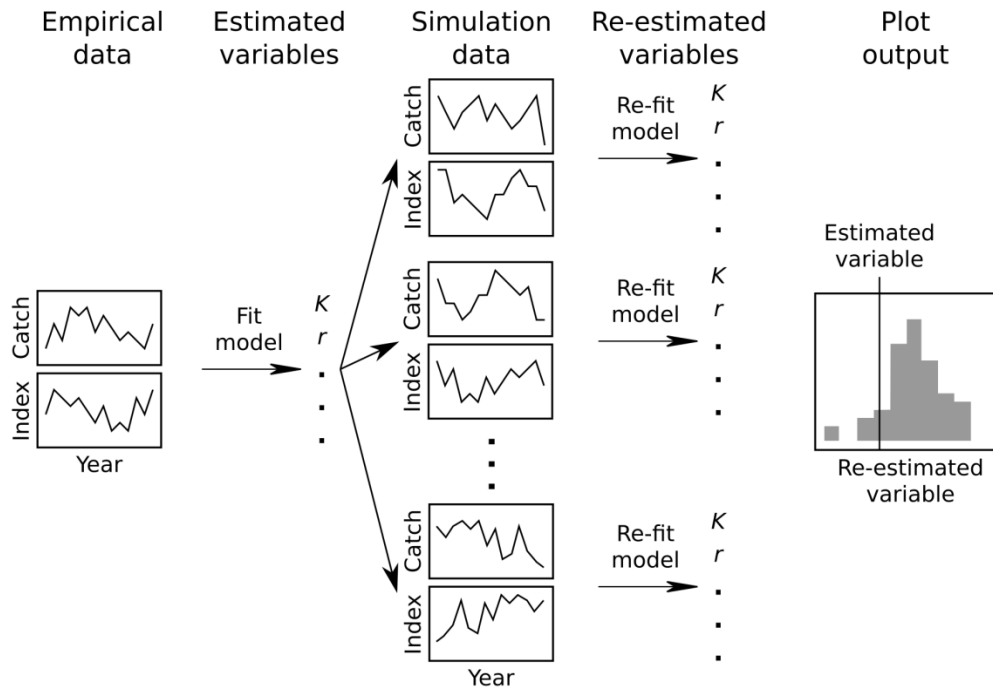 Empirical
data
Estimated
variables
Simulation
data
Re-estimated
variables
Plot
output
Catch
Index
Year
Fit
model
K
r
Catch
Index
Catch
Index
Catch
Index
Year
Re-fit
model
K
r
Re-fit
model
K
r
Re-fit
model
K
r
Estimated
variable
Re-estimated
variable